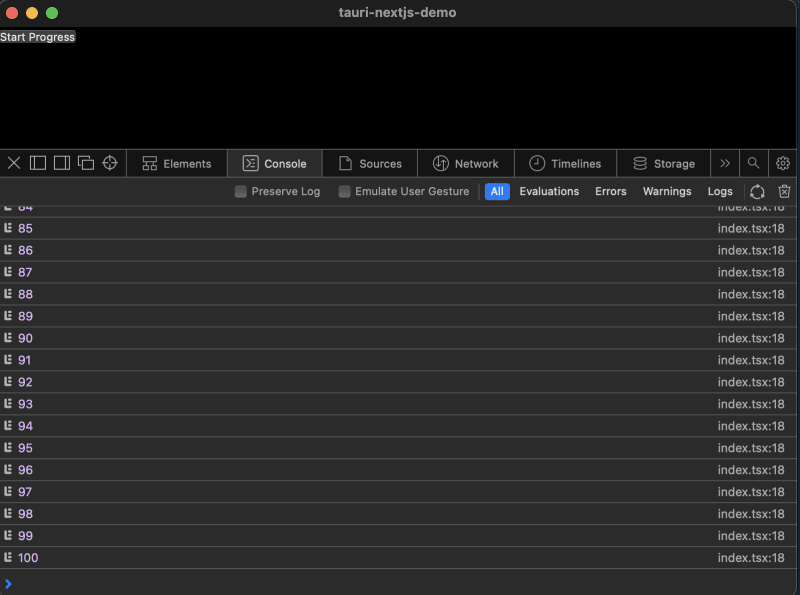 tauri-nextjs-demo
Start Progress
Elements Console Sources Network Timelines Storage
Preserve Log Emulate User Gesture All Evaluations Errors Warnings Logs
84 index.tsx:18
85 index.tsx:18
86 index.tsx:18
87 index.tsx:18
88 index.tsx:18
89 index.tsx:18
90 index.tsx:18
91 index.tsx:18
92 index.tsx:18
93 index.tsx:18
94 index.tsx:18
95 index.tsx:18
96 index.tsx:18
97 index.tsx:18
98 index.tsx:18
99 index.tsx:18
100 index.tsx:18